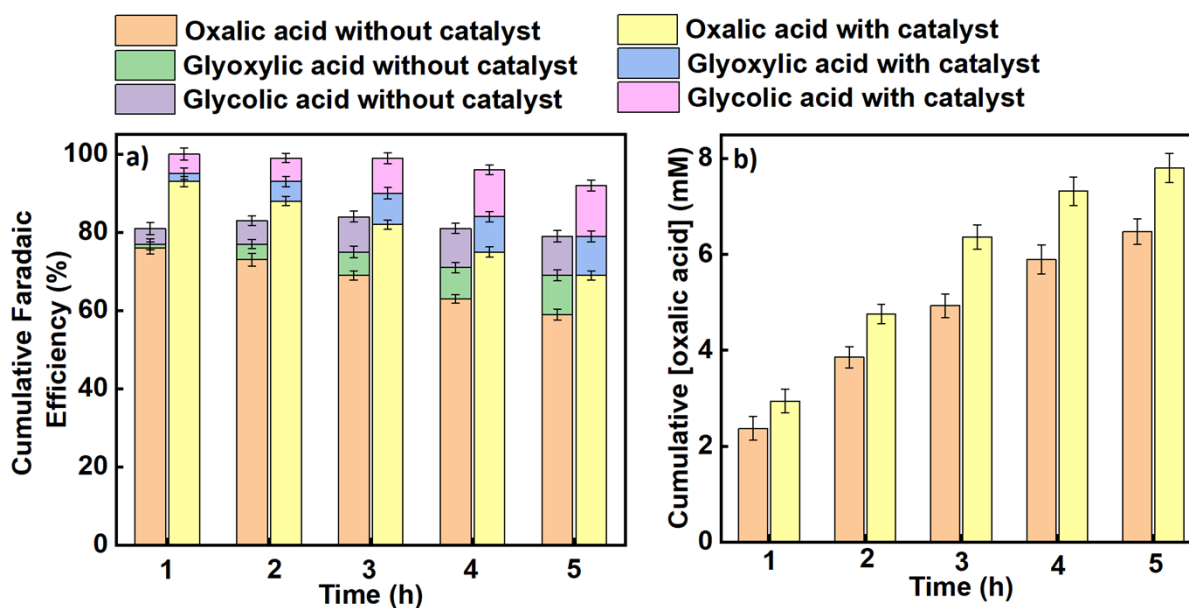 Oxalic acid without catalyst
Glyoxylic acid without catalyst
Glycolic acid without catalyst
Oxalic acid with catalyst
Glyoxylic acid with catalyst
Glycolic acid with catalyst
a)
Cumulative Faradaic
Efficiency (%)
100
80
60
40
20
0
1 2 3 4 5
Time (h)
b)
Cumulative [oxalic acid] (mM)
8
6
4
2
0
1 2 3 4 5
Time (h)